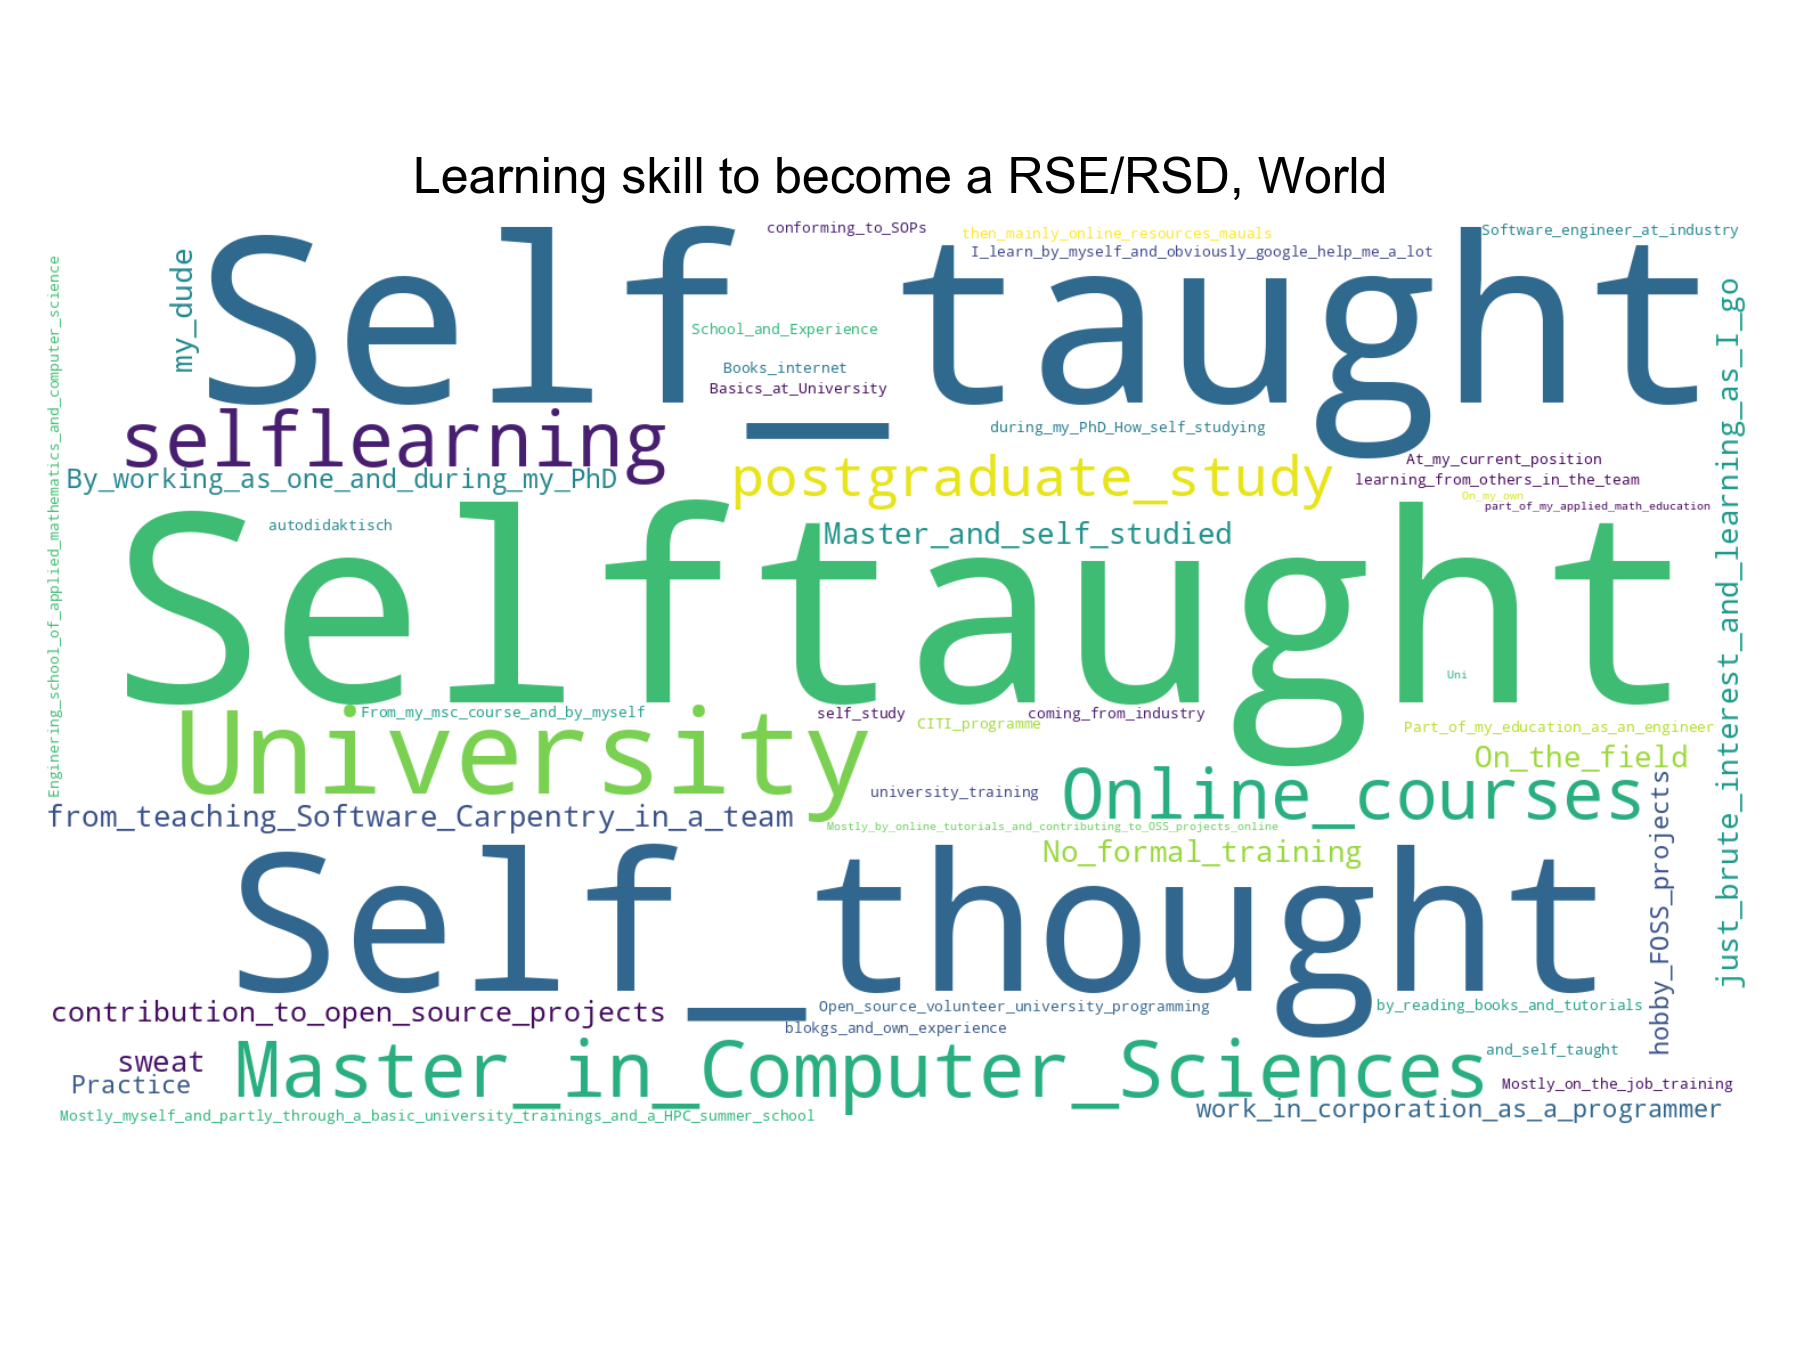 Learning skill to become a RSE/RSD, World
conforming_to_SOPs
then_mainly_online_resources_mauals
Software_engineer_at_industry
I_learn_by_myself_and_obviously_google_help_me_a_lot
my_dude
Self_taught
School_and_Experience
Books_internet
Basics_at_University
Enginering_school_of_applied_mathematics_and_computer_science
just_brute_interest_and_learning_as_I_go
selflearning
during_my_PhD_How_self_studying
At_my_current_position
By_working_as_one_and_during_my_PhD
postgraduate_study
learning_from_others_in_the_team
On_my_own
part_of_my_applied_math_education
autodidaktisch
Master_and_self_studied
Selftaught
Uni
From_my_msc_course_and_by_myself
self_study
coming_from_industry
CITI_programme
Part_of_my_education_as_an_engineer
University
On_the_field
university_training
Online_courses
from_teaching_Software_Carpentry_in_a_team
Mostly_by_online_tutorials_and_contributing_to_OSS_projects_online
No_formal_training
hobby_FOSS_projects
Self_thought
contribution_to_open_source_projects
Open_source_volunteer_university_programming
by_reading_books_and_tutorials
blokgs_and_own_experience
sweat
Master_in_Computer_Sciences
and_self_taught
Practice
Mostly_on_the_job_training
Mostly_myself_and_partly_through_a_basic_university_trainings_and_a_HPC_summer_school
work_in_corporation_as_a_programmer